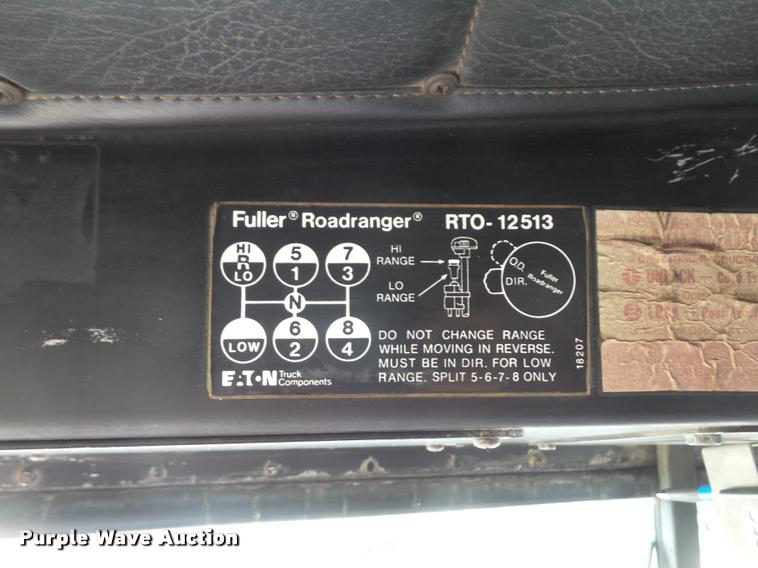 Fuller® Roadranger® RTO-12513
HI
R
LO
5
1
7
3
N
LOW
6
2
8
4
HI
RANGE
LO
RANGE
O.D.
DIR.
Fuller
Roadranger
DO NOT CHANGE RANGE
WHILE MOVING IN REVERSE.
MUST BE IN DIR. FOR LOW
RANGE. SPLIT 5-6-7-8 ONLY
18207
EATON Truck
Components
UNLOCK
LOCK
Purple Wave Auction